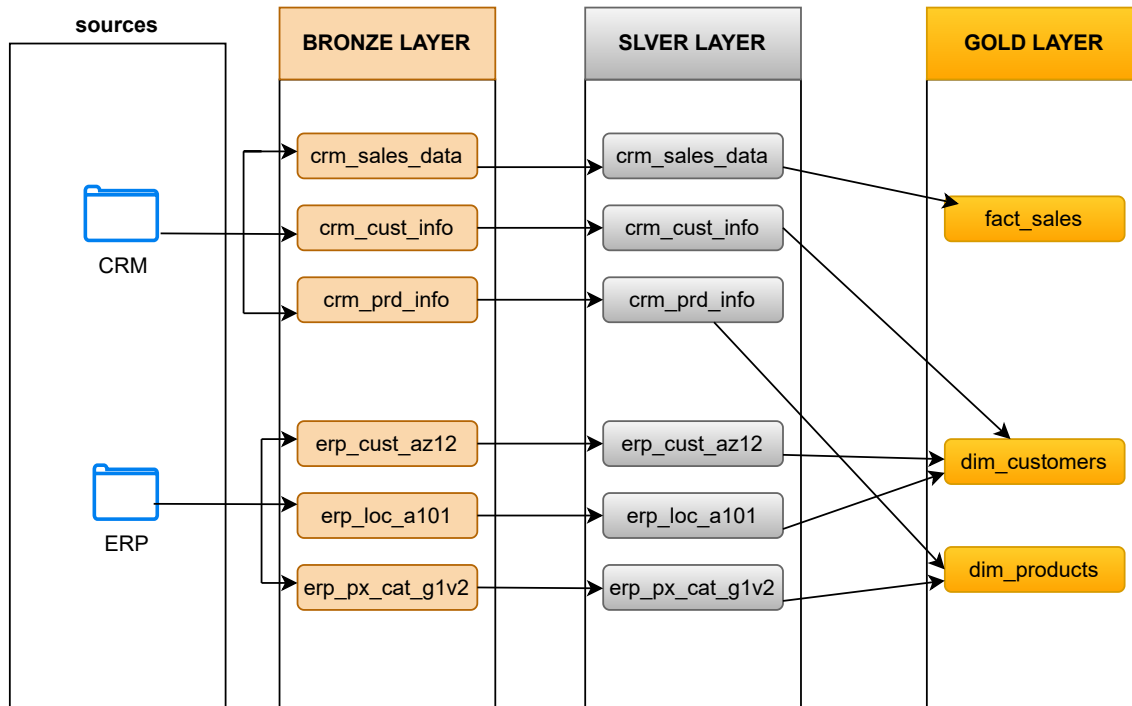 sources
BRONZE LAYER
SLVER LAYER
GOLD LAYER
crm_sales_data
crm_sales_data
fact_sales
crm_cust_info
crm_cust_info
CRM
crm_prd_info
crm_prd_info
erp_cust_az12
erp_cust_az12
dim_customers
erp_loc_a101
erp_loc_a101
ERP
erp_px_cat_g1v2
erp_px_cat_g1v2
dim_products